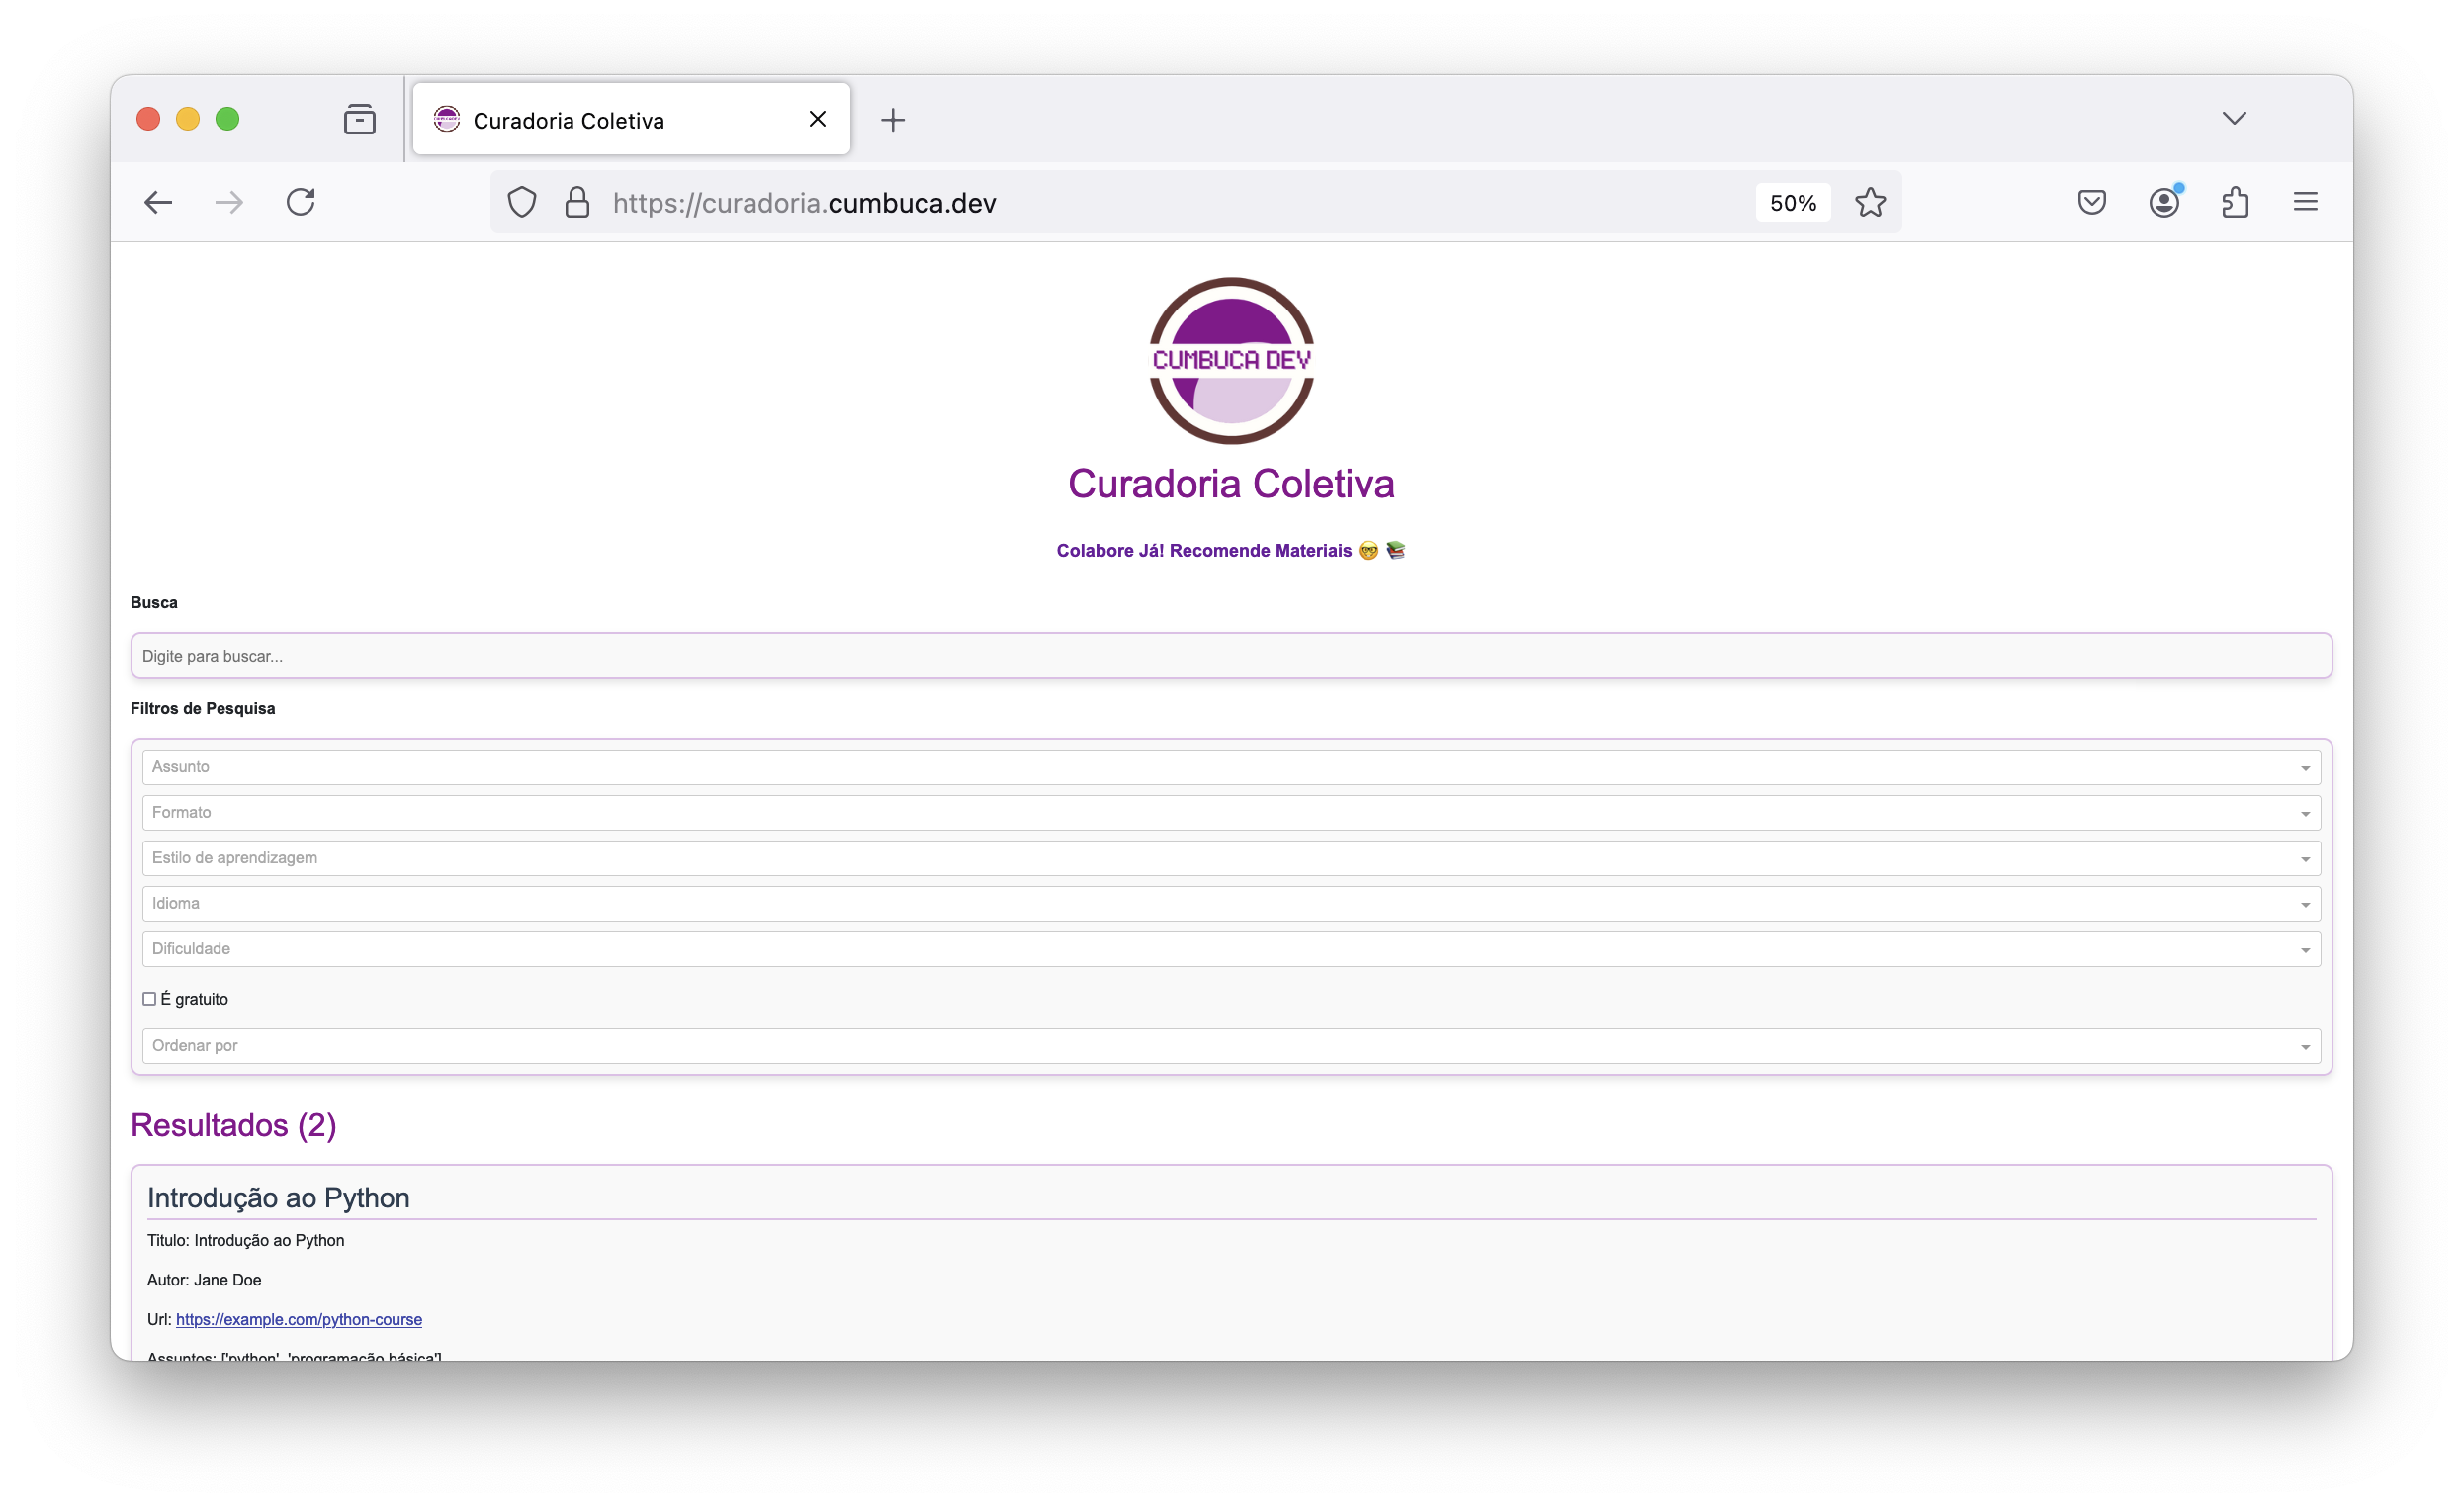 Curadoria Coletiva
https://curadoria.cumbuca.dev
50%
CUMBUCA DEV
Curadoria Coletiva
Colabore Já! Recomende Materiais 🤓 📚
Busca
Digite para buscar...
Filtros de Pesquisa
Assunto
Formato
Estilo de aprendizagem
Idioma
Dificuldade
É gratuito
Ordenar por
Resultados (2)
Introdução ao Python
Titulo: Introdução ao Python
Autor: Jane Doe
Url: https://example.com/python-course
Assuntos: ['python', 'programação básica']